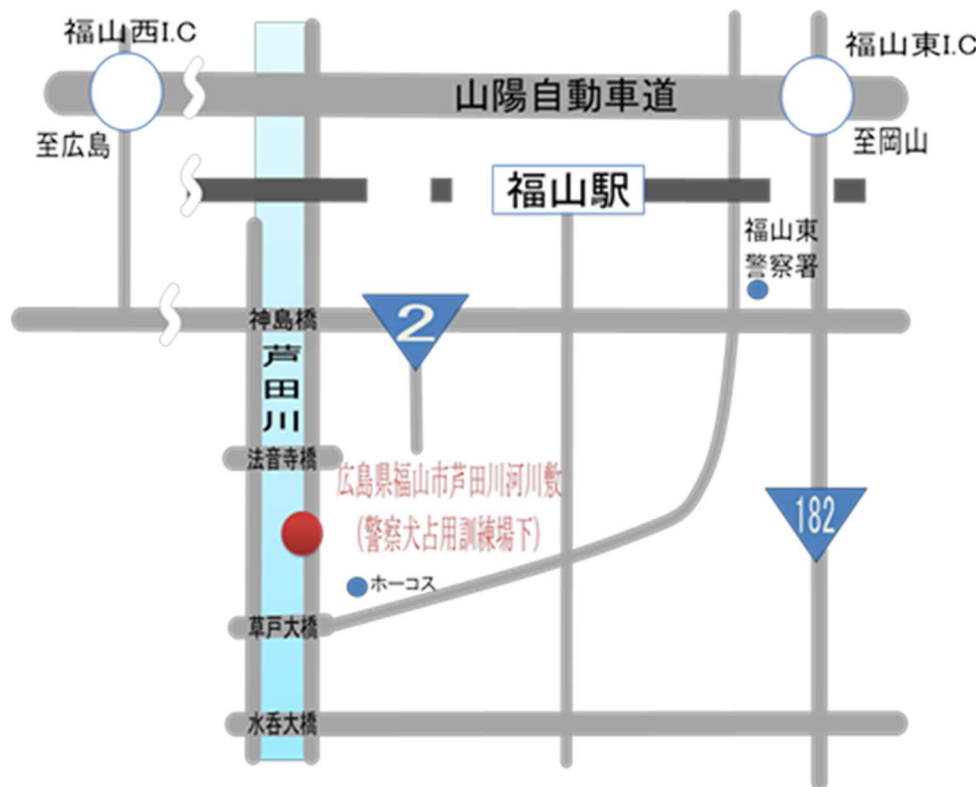 福山西I.C
福山東I.C
山陽自動車道
至広島
至岡山
福山駅
福山東
警察署
神島橋
2
芦田川
法音寺橋
広島県福山市芦田川河川敷
(警察犬占用訓練場下)
182
ホーコス
草戸大橋
水呑大橋